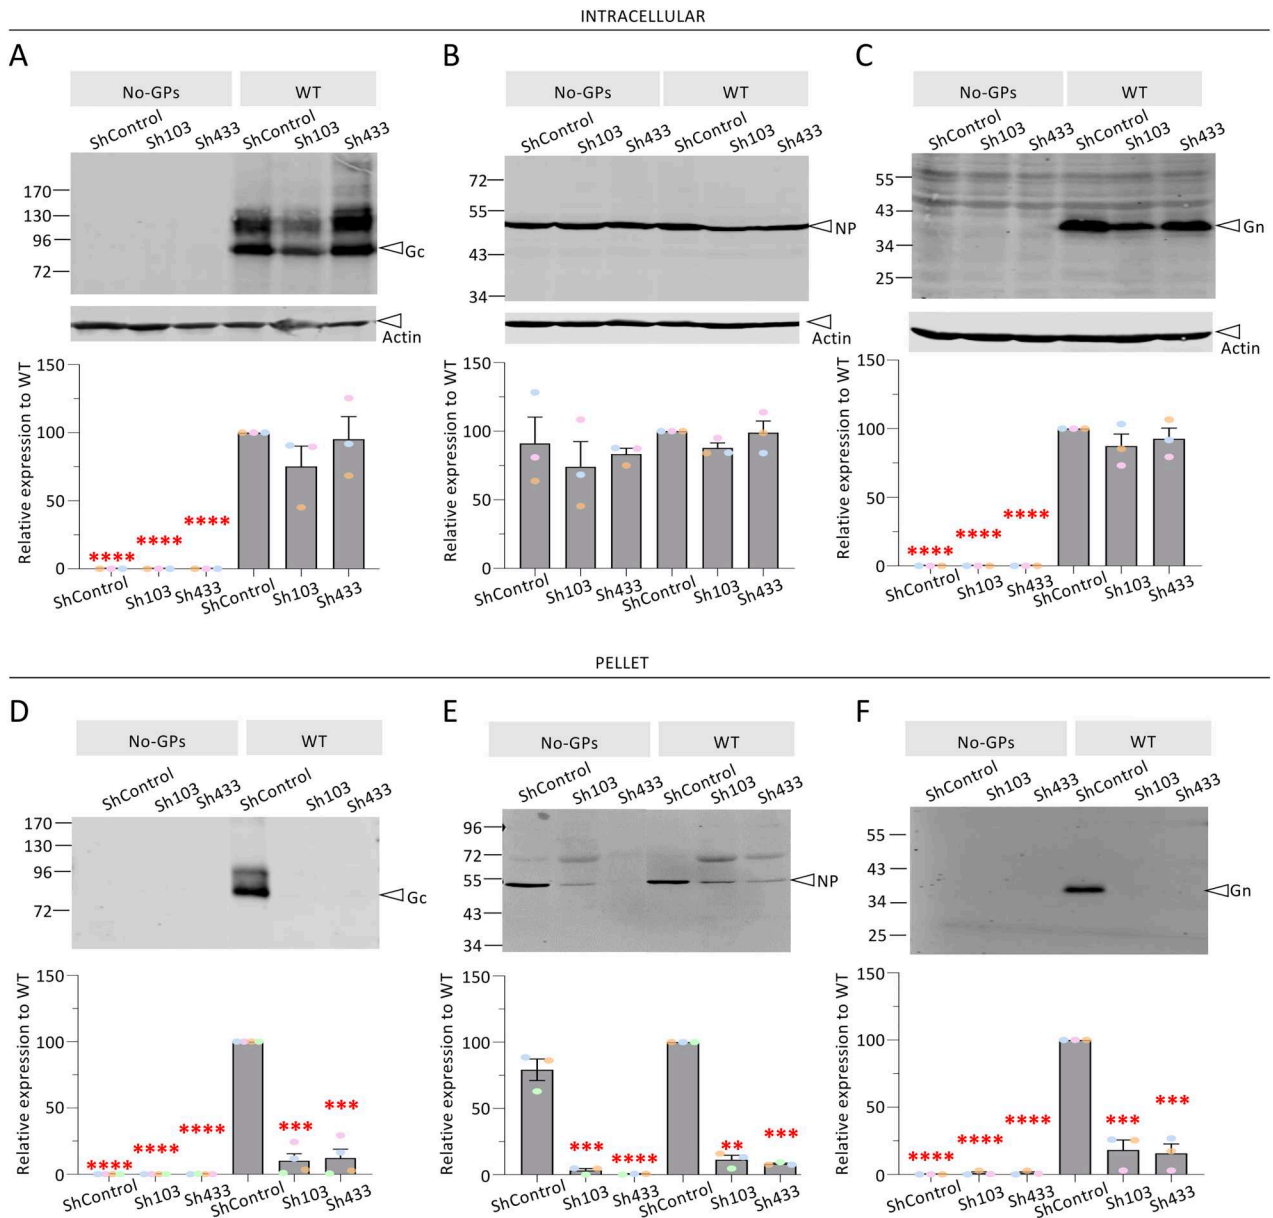 INTRACELLULAR
A
No-GPs WT
ShControl Sh103 Sh433 ShControl Sh103 Sh433
170
130
96
72
Gc
Actin
Relative expression to WT
150
100
50
0
**** **** ****
ShControl Sh103 Sh433 ShControl Sh103 Sh433
B
No-GPs WT
ShControl Sh103 Sh433 ShControl Sh103 Sh433
72
55
43
34
NP
Actin
Relative expression to WT
150
100
50
0
ShControl Sh103 Sh433 ShControl Sh103 Sh433
C
No-GPs WT
ShControl Sh103 Sh433 ShControl Sh103 Sh433
55
43
34
25
Gn
Actin
Relative expression to WT
150
100
50
0
**** **** ****
ShControl Sh103 Sh433 ShControl Sh103 Sh433
PELLET
D
No-GPs WT
ShControl Sh103 Sh433 ShControl Sh103 Sh433
170
130
96
72
Gc
Relative expression to WT
150
100
50
0
**** **** **** *** ***
ShControl Sh103 Sh433 ShControl Sh103 Sh433
E
No-GPs WT
ShControl Sh103 Sh433 ShControl Sh103 Sh433
96
72
55
43
34
NP
Relative expression to WT
150
100
50
0
*** **** ** ***
ShControl Sh103 Sh433 ShControl Sh103 Sh433
F
No-GPs WT
ShControl Sh103 Sh433 ShControl Sh103 Sh433
55
43
34
25
Gn
Relative expression to WT
150
100
50
0
**** **** **** *** ***
ShControl Sh103 Sh433 ShControl Sh103 Sh433